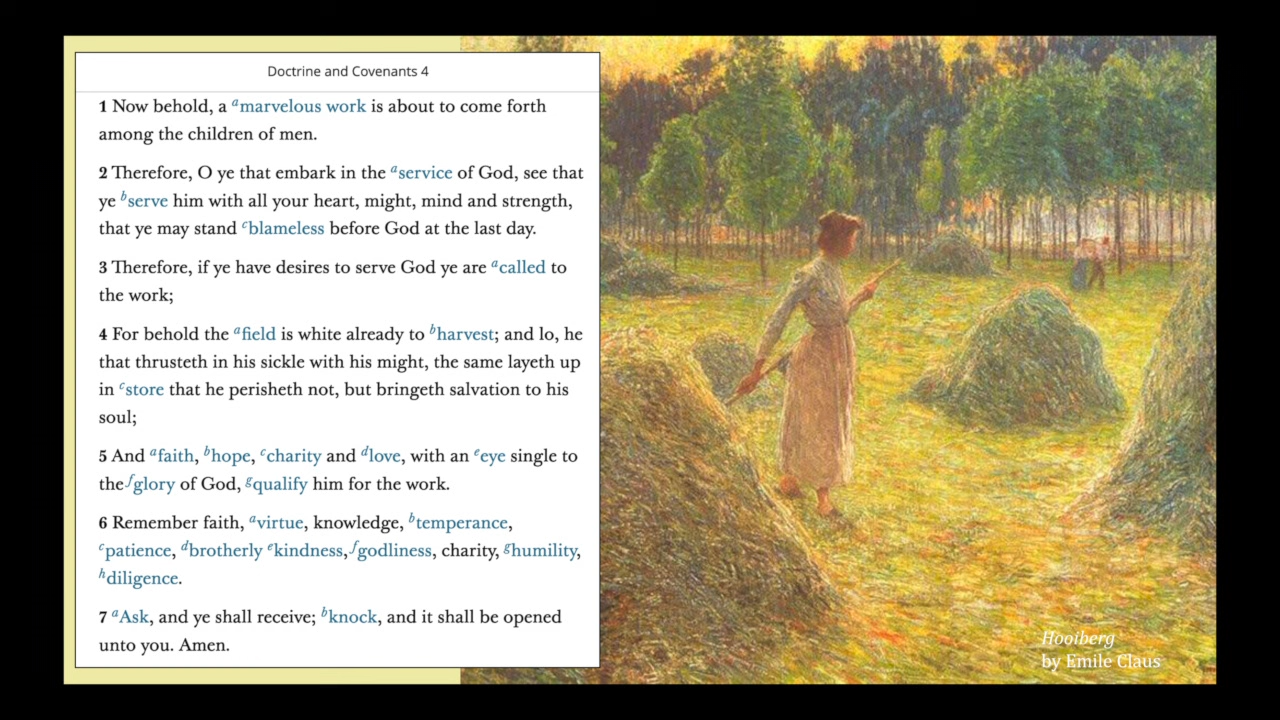 Doctrine and Covenants 4
1 Now behold, a amarvelous work is about to come forth
among the children of men.
2 Therefore, O ye that embark in the aservice of God, see that
ye bserve him with all your heart, might, mind and strength,
that ye may stand cblameless before God at the last day.
3 Therefore, if ye have desires to serve God ye are acalled to
the work;
4 For behold the afield is white already to bharvest; and lo, he
that thrusteth in his sickle with his might, the same layeth up
in cstore that he perisheth not, but bringeth salvation to his
soul;
5 And afaith, bhope, ccharity and dlove, with an eeye single to
the fglory of God, gqualify him for the work.
6 Remember faith, avirtue, knowledge, btemperance,
cpatience, dbrotherly ekindness, fgodliness, charity, ghumility,
hdiligence.
7 aAsk, and ye shall receive; bknock, and it shall be opened
unto you. Amen.
Hooiberg
by Emile Claus